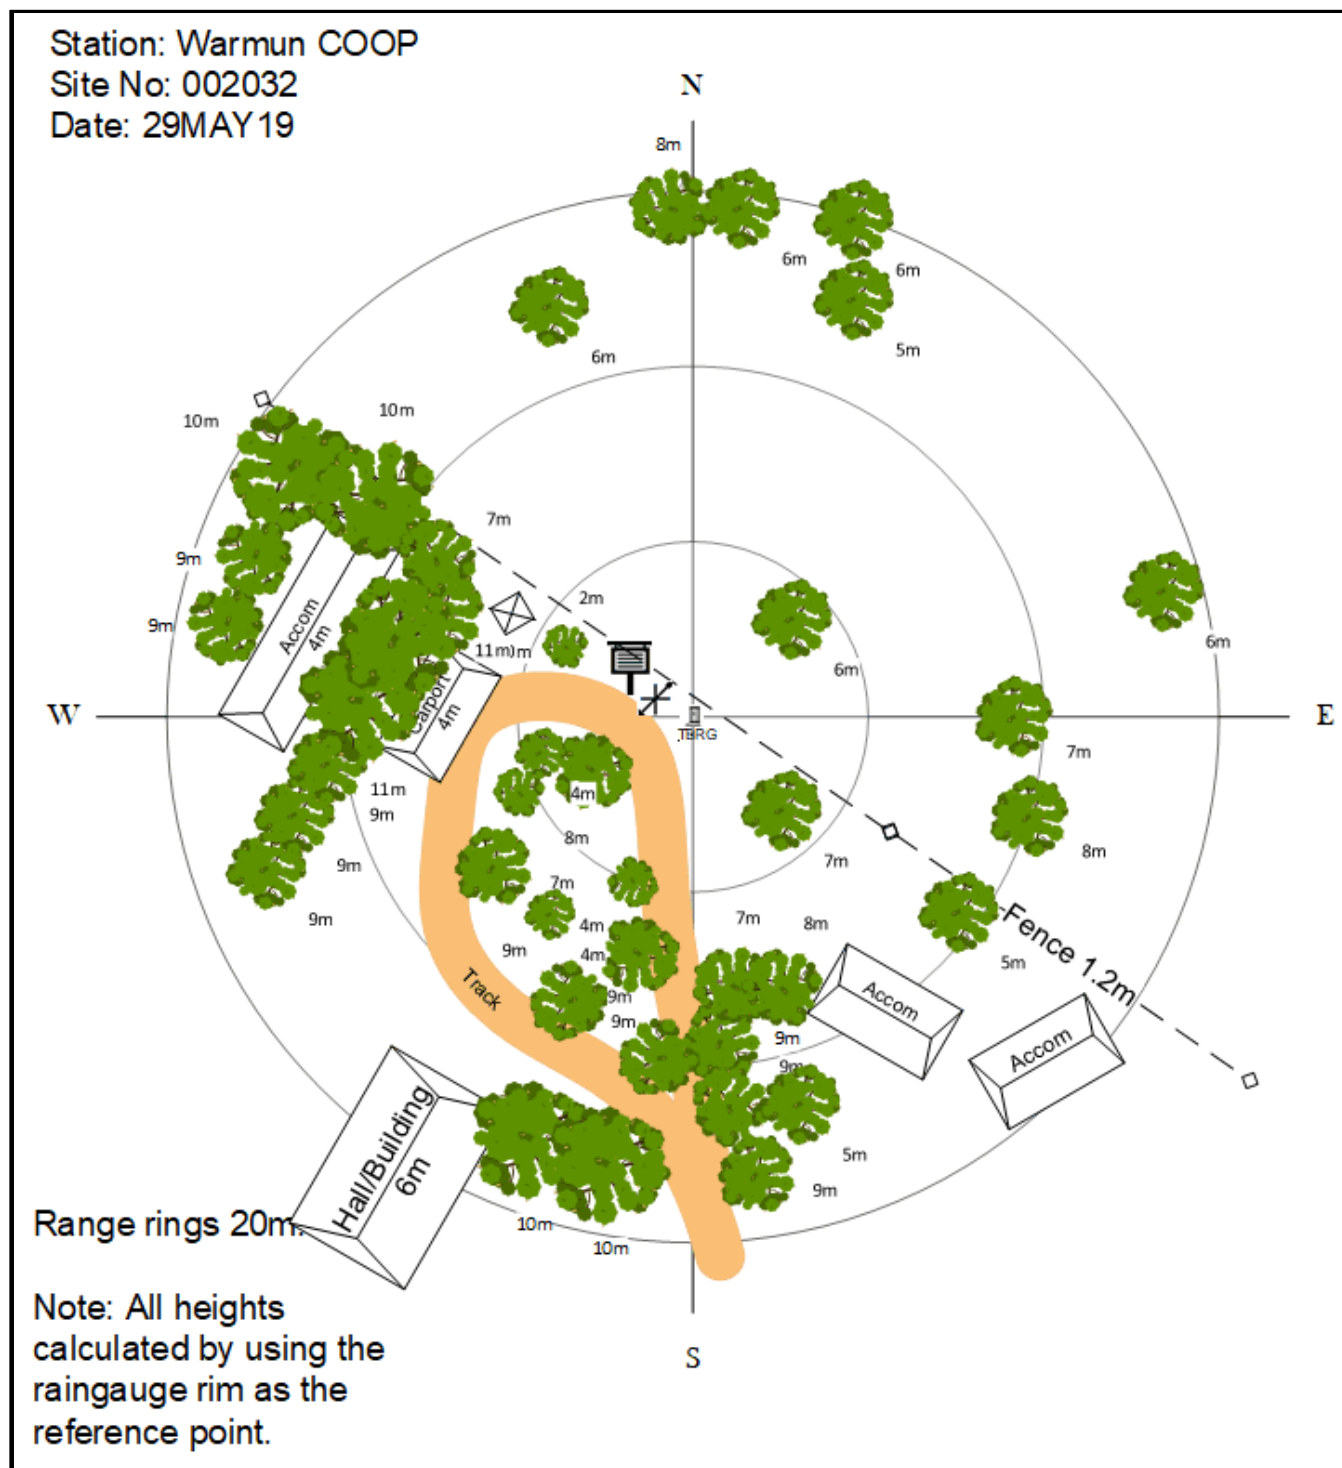 Station: Warmun COOP
Site No: 002032
Date: 29MAY19
N
8m
6m
6m
5m
6m
10m
10m
7m
9m
2m
9m
Accom
4m
11m
6m
6m
W
E
Carport
4m
TBRG
7m
11m
9m
4m
8m
8m
7m
9m
7m
9m
4m
4m
9m
7m
8m
5m
Fence 1.2m
Track
9m
9m
Accom
Accom
9m
9m
Hall/Building
6m
5m
9m
10m
10m
Range rings 20m.
Note: All heights
calculated by using the
raingauge rim as the
reference point.
S